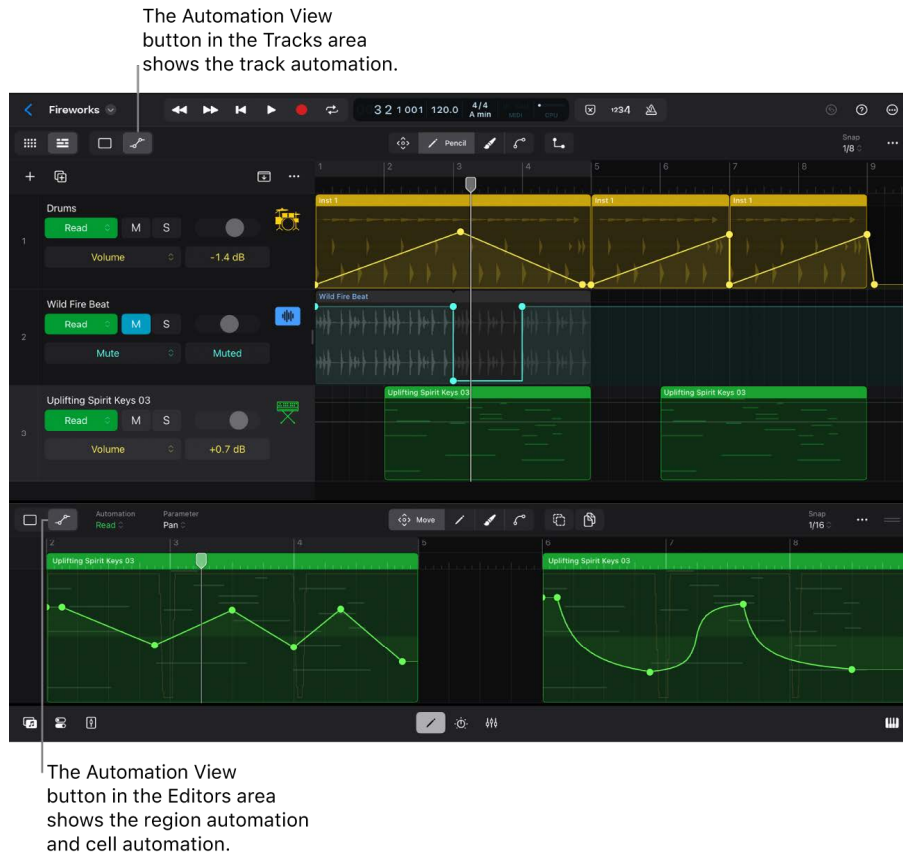 The Automation View
button in the Tracks area
shows the track automation.
Fireworks
3 2 1 001 120.0 4/4 A min MIDI CPU
1234
Pencil
Snap
1/8
1 2 3 4 5 6 7 8 9
Drums
Inst 1 Inst 1 Inst 1
1
Read M S
Volume -1.4 dB
Wild Fire Beat
Wild Fire Beat
2
Read M S
Mute Muted
Uplifting Spirit Keys 03
Uplifting Spirit Keys 03 Uplifting Spirit Keys 03
3
Read M S
Volume +0.7 dB
Automation Parameter
Read Pan
Move
Snap
1/16
2 3 4 5 6 7 8
Uplifting Spirit Keys 03 Uplifting Spirit Keys 03
The Automation View
button in the Editors area
shows the region automation
and cell automation.